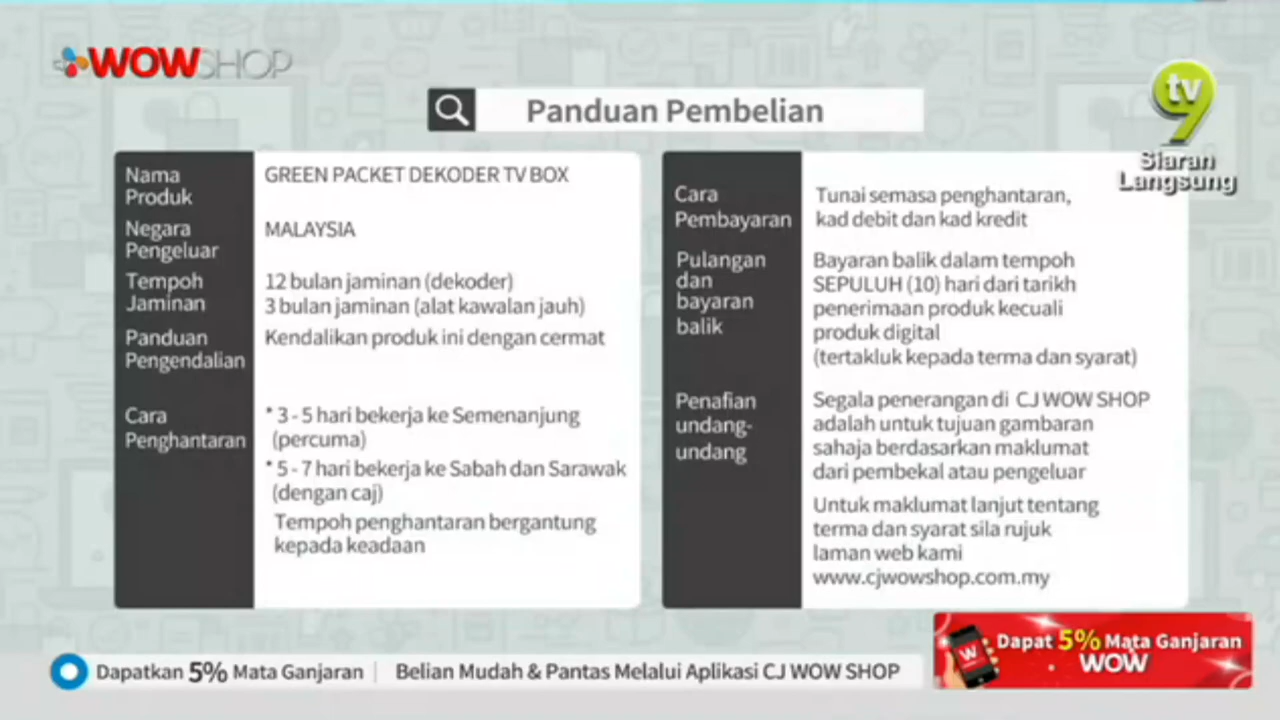 WOWSHOP
tv9
Siaran
Langsung
Panduan Pembelian
Nama
Produk
GREEN PACKET DEKODER TV BOX
Negara
Pengeluar
MALAYSIA
Tempoh
Jaminan
12 bulan jaminan (dekoder)
3 bulan jaminan (alat kawalan jauh)
Panduan
Pengendalian
Kendalikan produk ini dengan cermat
Cara
Penghantaran
* 3 - 5 hari bekerja ke Semenanjung
(percuma)
* 5 - 7 hari bekerja ke Sabah dan Sarawak
(dengan caj)
Tempoh penghantaran bergantung
kepada keadaan
Cara
Pembayaran
Tunai semasa penghantaran,
kad debit dan kad kredit
Pulangan
dan
bayaran
balik
Bayaran balik dalam tempoh
SEPULUH (10) hari dari tarikh
penerimaan produk kecuali
produk digital
(tertakluk kepada terma dan syarat)
Penafian
undang-
undang
Segala penerangan di CJ WOW SHOP
adalah untuk tujuan gambaran
sahaja berdasarkan maklumat
dari pembekal atau pengeluar
Untuk maklumat lanjut tentang
terma dan syarat sila rujuk
laman web kami
www.cjwowshop.com.my
Dapatkan 5% Mata Ganjaran | Belian Mudah & Pantas Melalui Aplikasi CJ WOW SHOP
W
Dapat 5% Mata Ganjaran
WOW